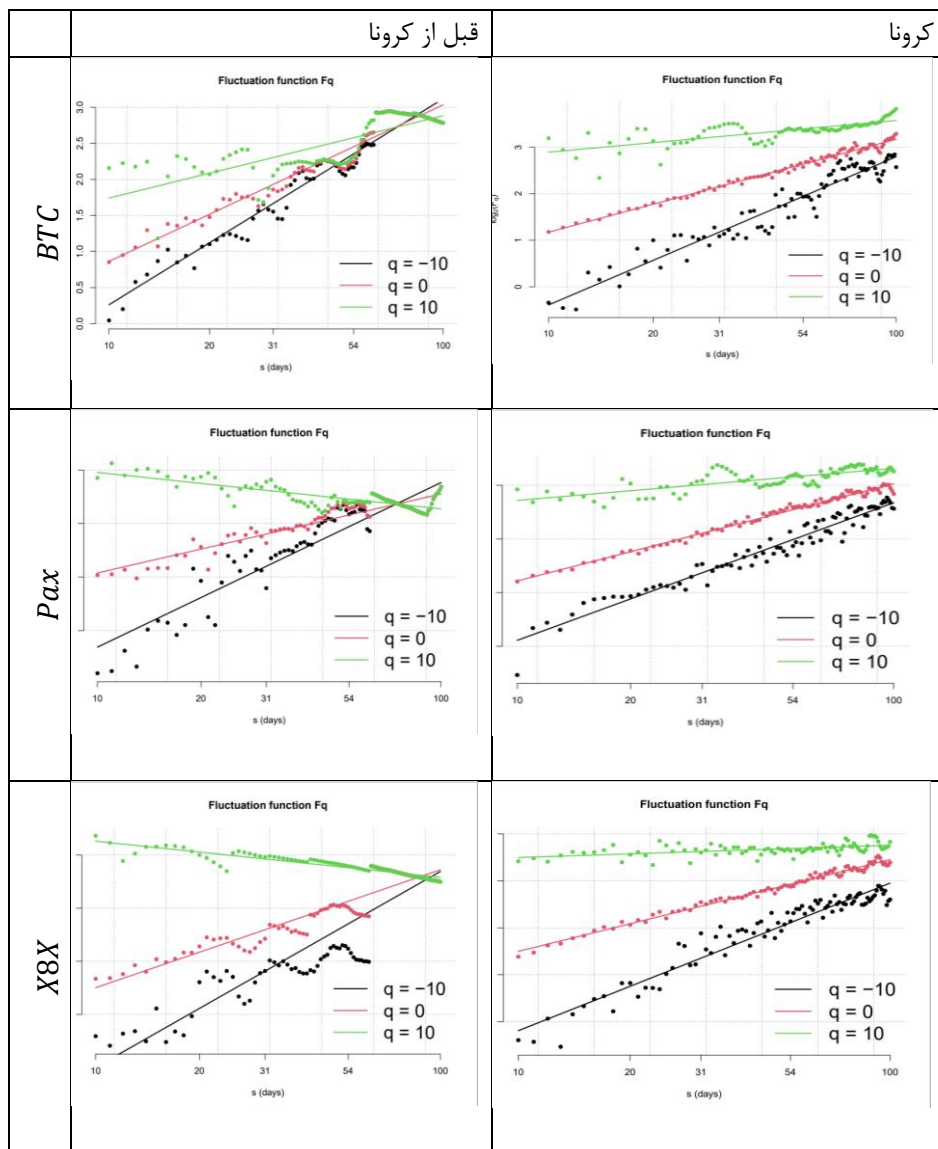 قبل از کرونا
کرونا
BTC
Fluctuation function Fq
3.0
2.5
2.0
1.5
1.0
0.5
0.0
q = −10
q = 0
q = 10
10 20 31 54 100
s (days)
Fluctuation function Fq
log₂(Fq)
3
2
1
0
q = −10
q = 0
q = 10
10 20 31 54 100
s (days)
Pax
Fluctuation function Fq
q = −10
q = 0
q = 10
10 20 31 54 100
s (days)
Fluctuation function Fq
q = −10
q = 0
q = 10
10 20 31 54 100
s (days)
X8X
Fluctuation function Fq
q = −10
q = 0
q = 10
10 20 31 54 100
s (days)
Fluctuation function Fq
q = −10
q = 0
q = 10
10 20 31 54 100
s (days)